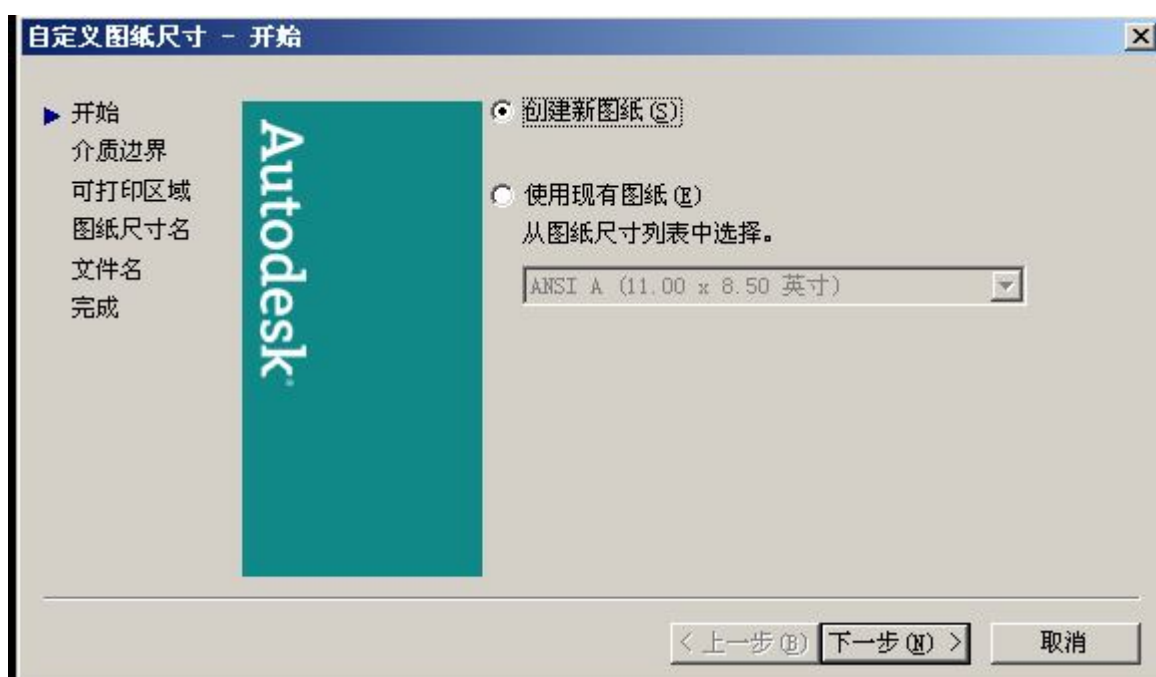 自定义图纸尺寸 - 开始
开始
介质边界
可打印区域
图纸尺寸名
文件名
完成
Autodesk
创建新图纸(S)
使用现有图纸(E)
从图纸尺寸列表中选择。
ANSI A (11.00 x 8.50 英寸)
< 上一步(B)
下一步(N) >
取消